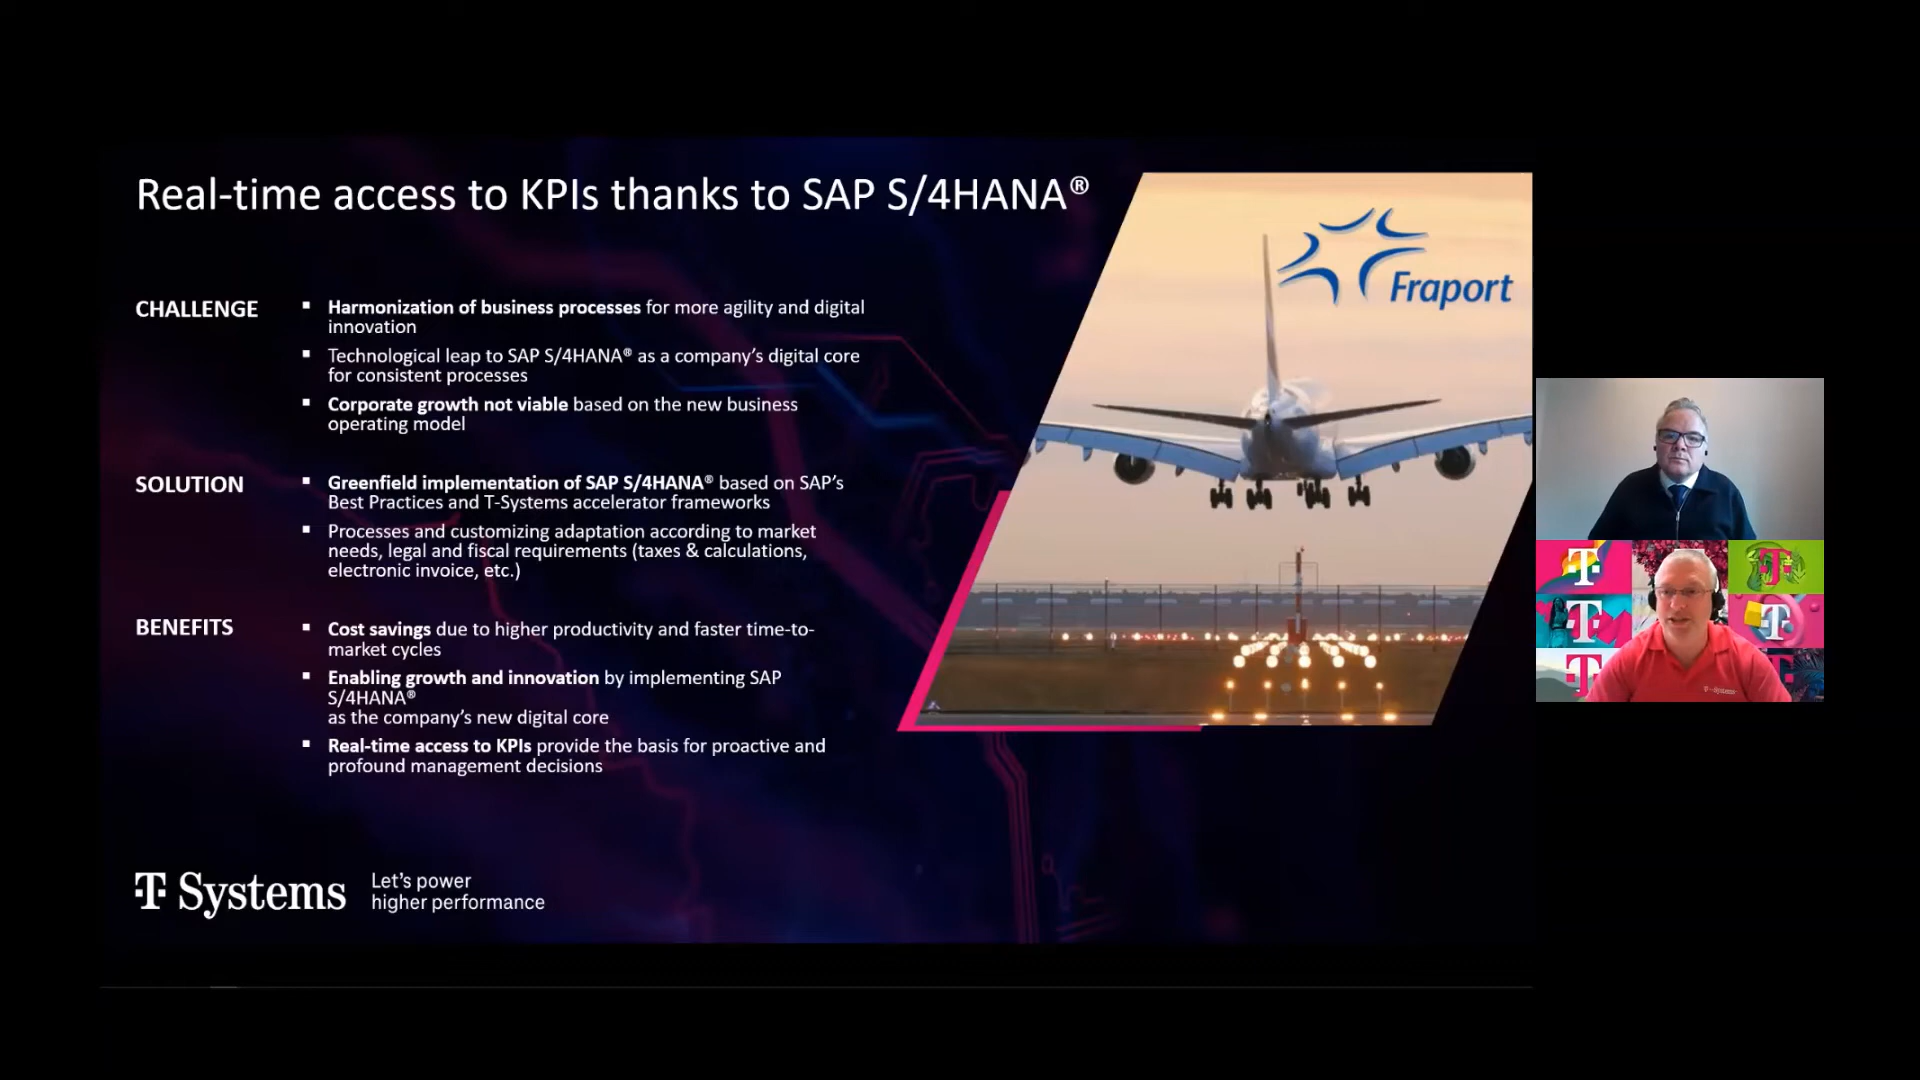 Real-time access to KPIs thanks to SAP S/4HANA®
Fraport
CHALLENGE
▪ Harmonization of business processes for more agility and digital
innovation
▪ Technological leap to SAP S/4HANA® as a company's digital core
for consistent processes
▪ Corporate growth not viable based on the new business
operating model
SOLUTION
▪ Greenfield implementation of SAP S/4HANA® based on SAP's
Best Practices and T-Systems accelerator frameworks
▪ Processes and customizing adaptation according to market
needs, legal and fiscal requirements (taxes & calculations,
electronic invoice, etc.)
BENEFITS
▪ Cost savings due to higher productivity and faster time-to-
market cycles
▪ Enabling growth and innovation by implementing SAP
S/4HANA®
as the company's new digital core
▪ Real-time access to KPIs provide the basis for proactive and
profound management decisions
T Systems
Let's power
higher performance
T
T
T
T
T
T-Systems